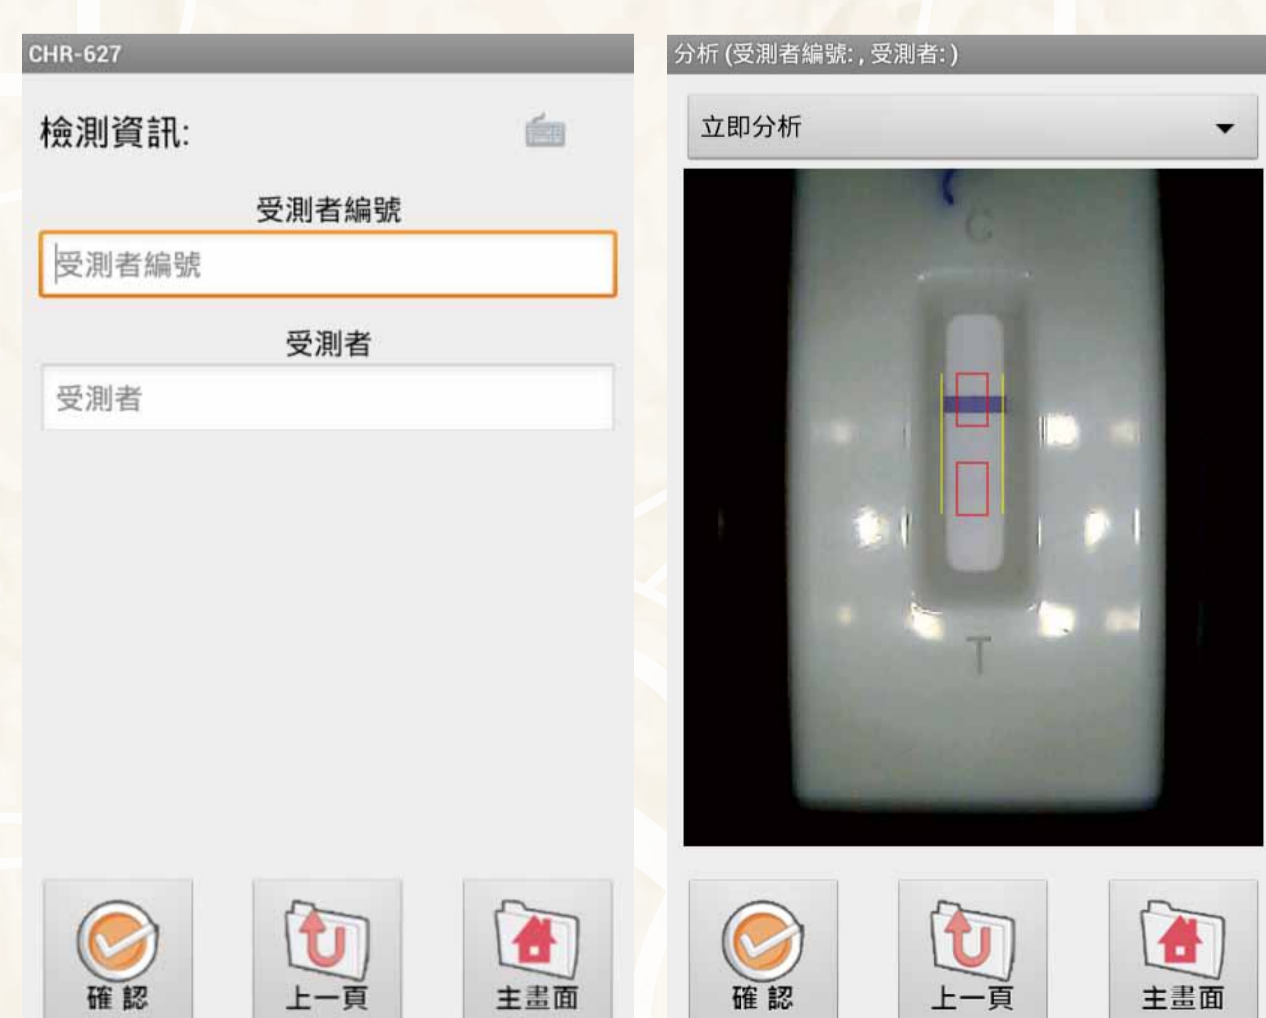 CHR-627
檢測資訊:
受測者編號
受測者編號
受測者
受測者
確 認
上一頁
主畫面
分析 (受測者編號: , 受測者: )
立即分析
C
T
確 認
上一頁
主畫面